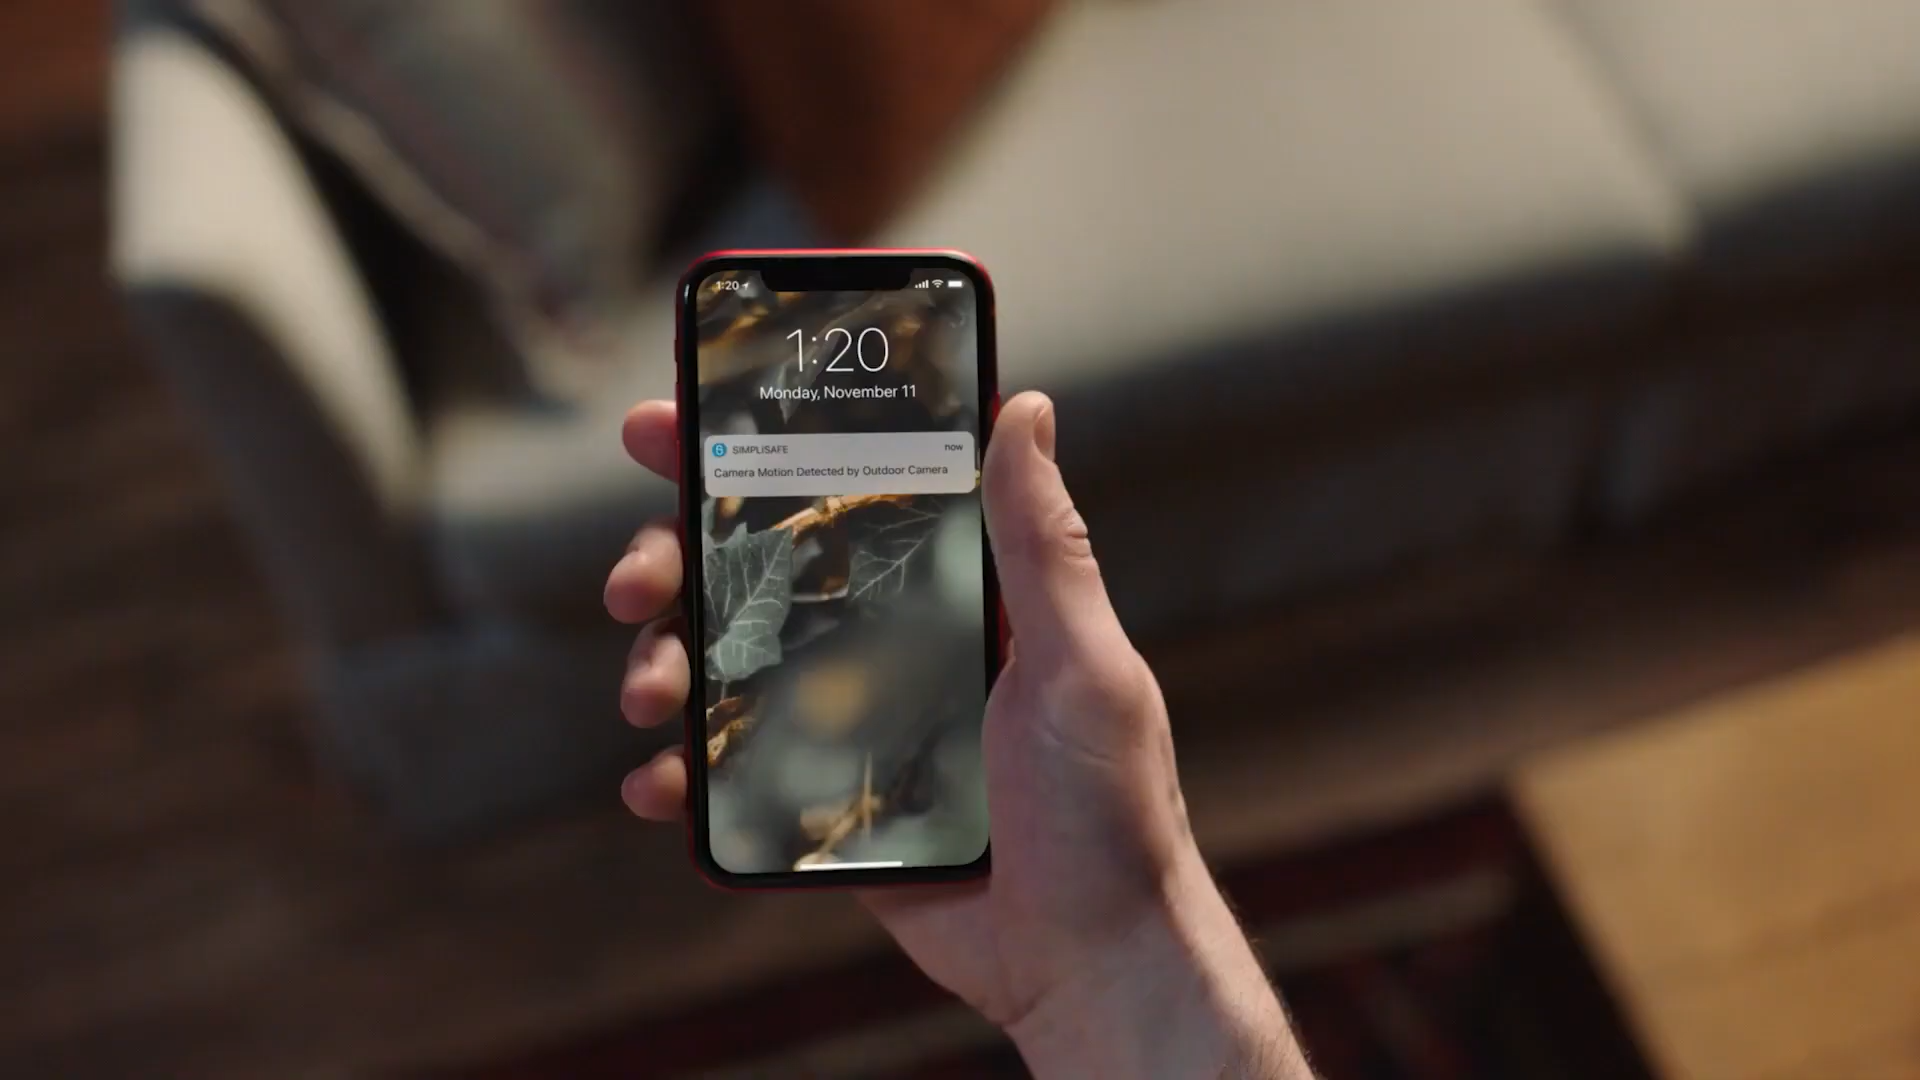 1:20
1:20
Monday, November 11
SIMPLISAFE now
Camera Motion Detected by Outdoor Camera